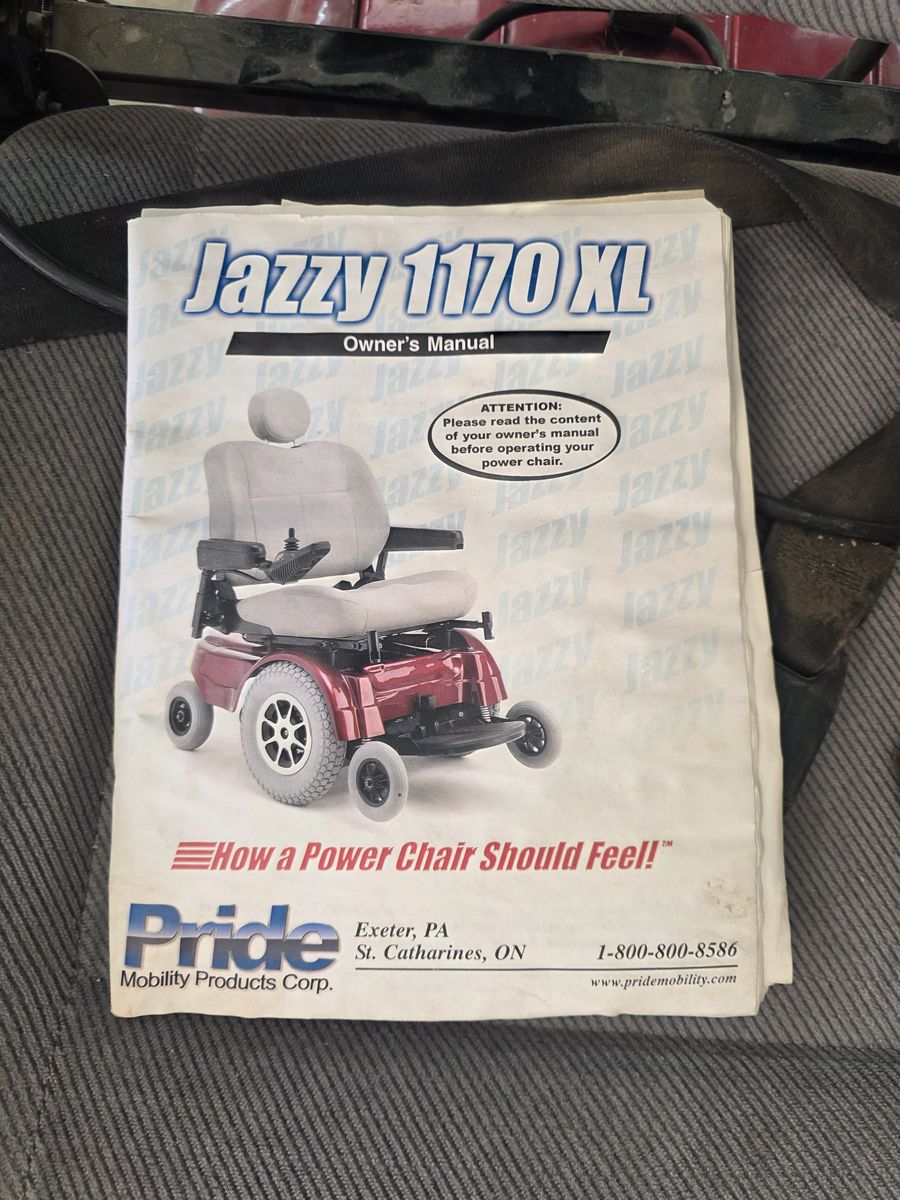 Jazzy 1170 XL
Owner's Manual
ATTENTION:
Please read the content
of your owner's manual
before operating your
power chair.
How a Power Chair Should Feel!™
Pride
Mobility Products Corp.
Exeter, PA
St. Catharines, ON
1-800-800-8586
www.pridemobility.com